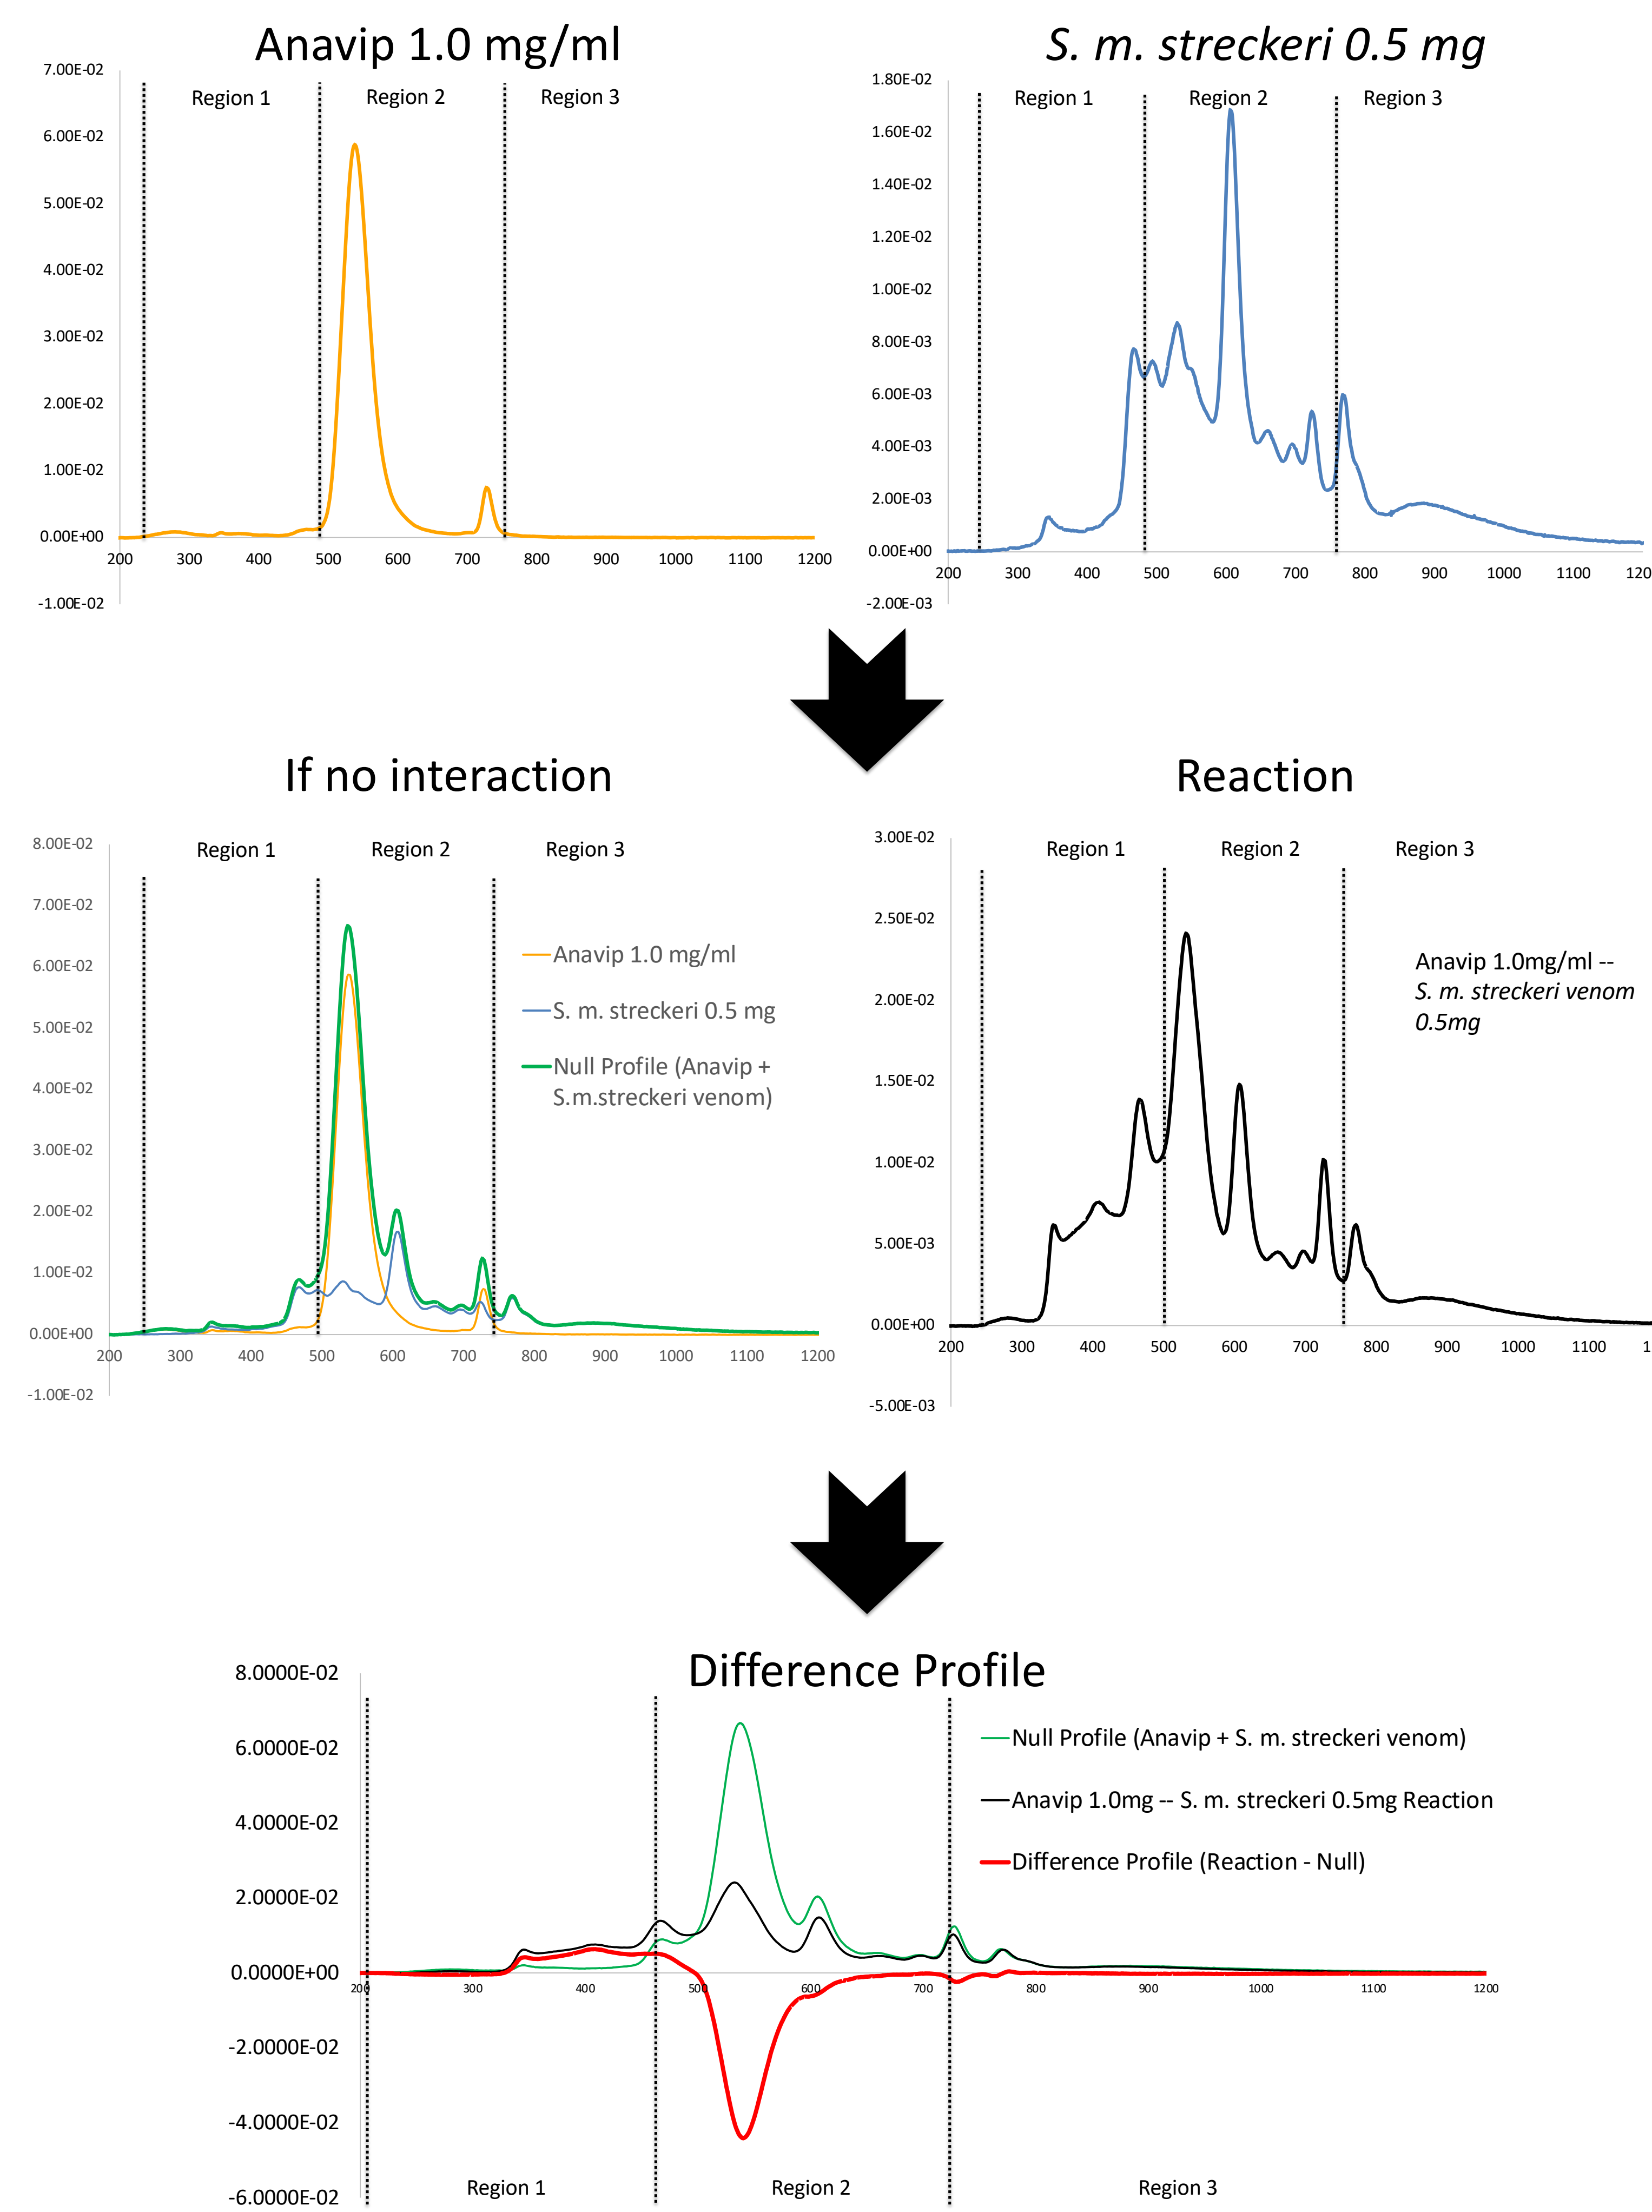 Anavip 1.0 mg/ml
7.00E-02
Region 1 Region 2 Region 3
6.00E-02
5.00E-02
4.00E-02
3.00E-02
2.00E-02
1.00E-02
0.00E+00
200 300 400 500 600 700 800 900 1000 1100 1200
-1.00E-02
S. m. streckeri 0.5 mg
1.80E-02
Region 1 Region 2 Region 3
1.60E-02
1.40E-02
1.20E-02
1.00E-02
8.00E-03
6.00E-03
4.00E-03
2.00E-03
0.00E+00
200 300 400 500 600 700 800 900 1000 1100 120
-2.00E-03
If no interaction
8.00E-02
Region 1 Region 2 Region 3
7.00E-02
6.00E-02
5.00E-02
4.00E-02
3.00E-02
2.00E-02
1.00E-02
0.00E+00
200 300 400 500 600 700 800 900 1000 1100 1200
-1.00E-02
Anavip 1.0 mg/ml
S. m. streckeri 0.5 mg
Null Profile (Anavip +
S.m.streckeri venom)
Reaction
3.00E-02
Region 1 Region 2 Region 3
2.50E-02
2.00E-02
1.50E-02
1.00E-02
5.00E-03
0.00E+00
200 300 400 500 600 700 800 900 1000 1100 1
-5.00E-03
Anavip 1.0mg/ml --
S. m. streckeri venom
0.5mg
Difference Profile
8.0000E-02
6.0000E-02
4.0000E-02
2.0000E-02
0.0000E+00
200 300 400 500 600 700 800 900 1000 1100 1200
-2.0000E-02
-4.0000E-02
-6.0000E-02
Null Profile (Anavip + S. m. streckeri venom)
Anavip 1.0mg -- S. m. streckeri 0.5mg Reaction
Difference Profile (Reaction - Null)
Region 1 Region 2 Region 3